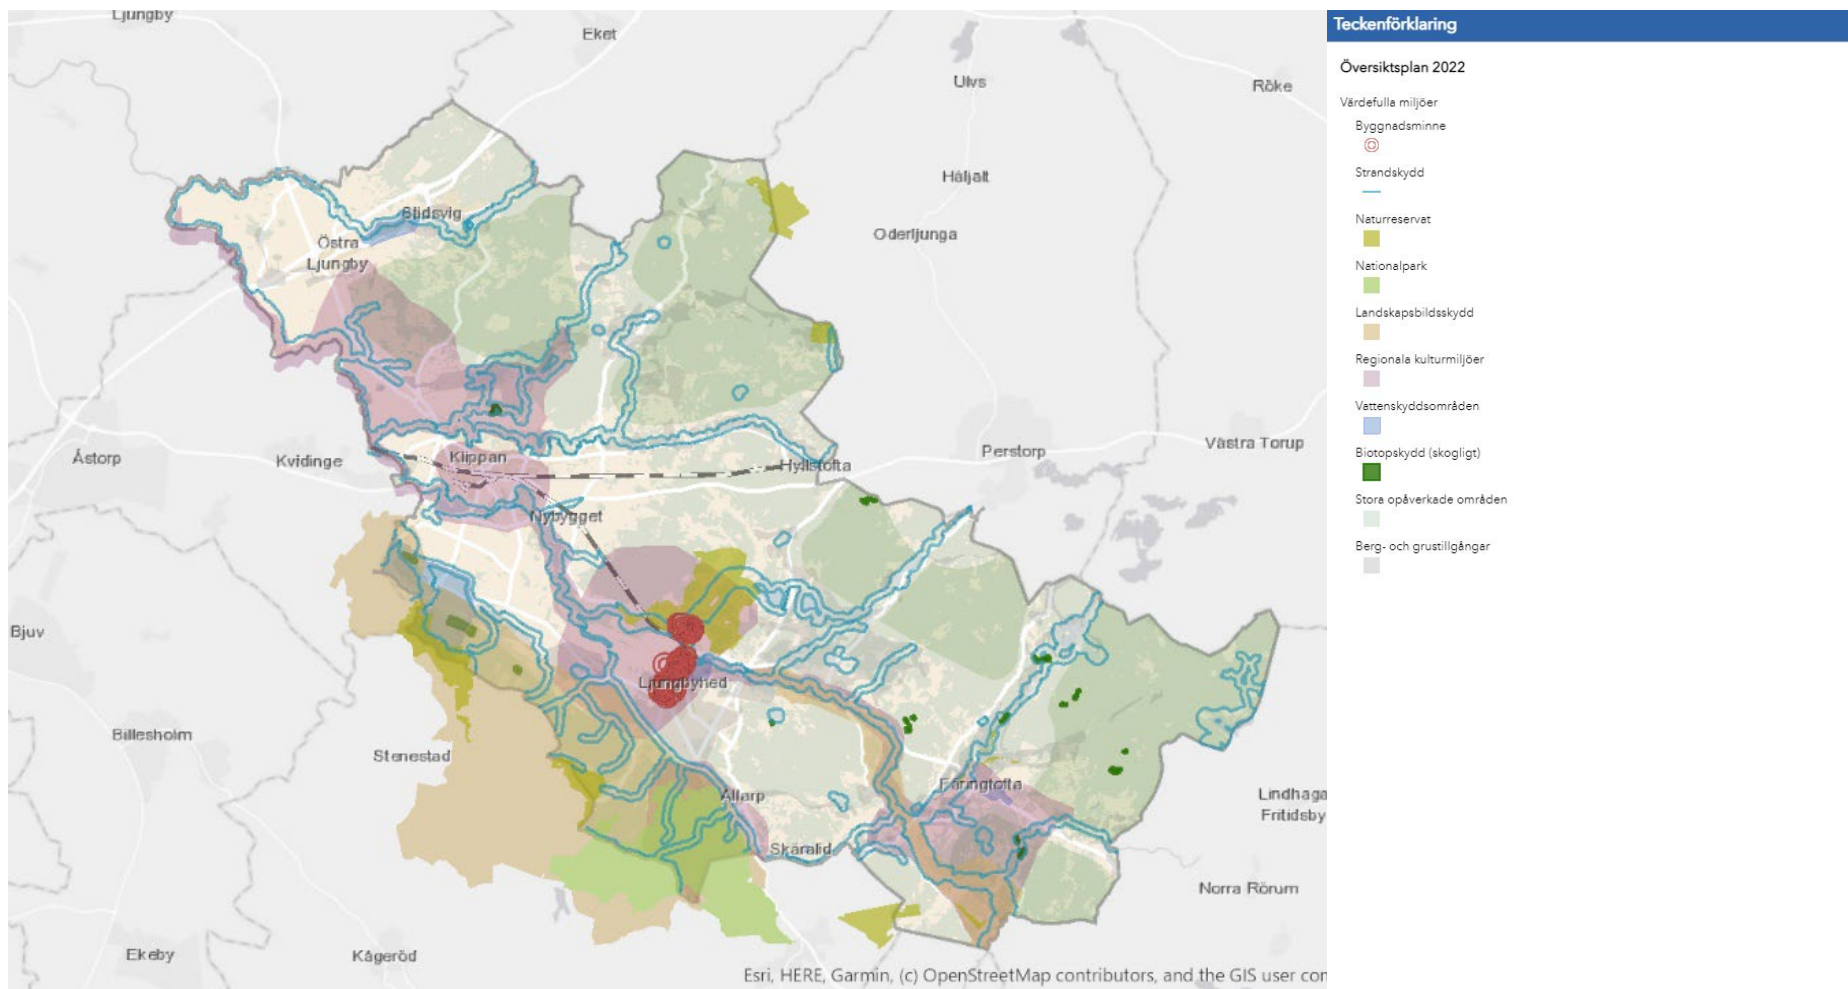 Ljungby
Eket
Ulvs
Röke
Häljalt
Oderljunga
Blidsvig
Östra
Ljungby
Åstorp
Kvidinge
Klippan
Hyllstofta
Perstorp
Västra Torup
Nybygget
Bjuv
Ljungbyhed
Billesholm
Stenestad
Allarp
Färingtofta
Lindhaga
Fritidsby
Skäralid
Norra Rörum
Ekeby
Kågeröd
Esri, HERE, Garmin, (c) OpenStreetMap contributors, and the GIS user con
Teckenförklaring
Översiktsplan 2022
Värdefulla miljöer
Byggnadsminne
Strandskydd
Naturreservat
Nationalpark
Landskapsbildsskydd
Regionala kulturmiljöer
Vattenskyddsområden
Biotopskydd (skogligt)
Stora opåverkade områden
Berg- och grustillgångar